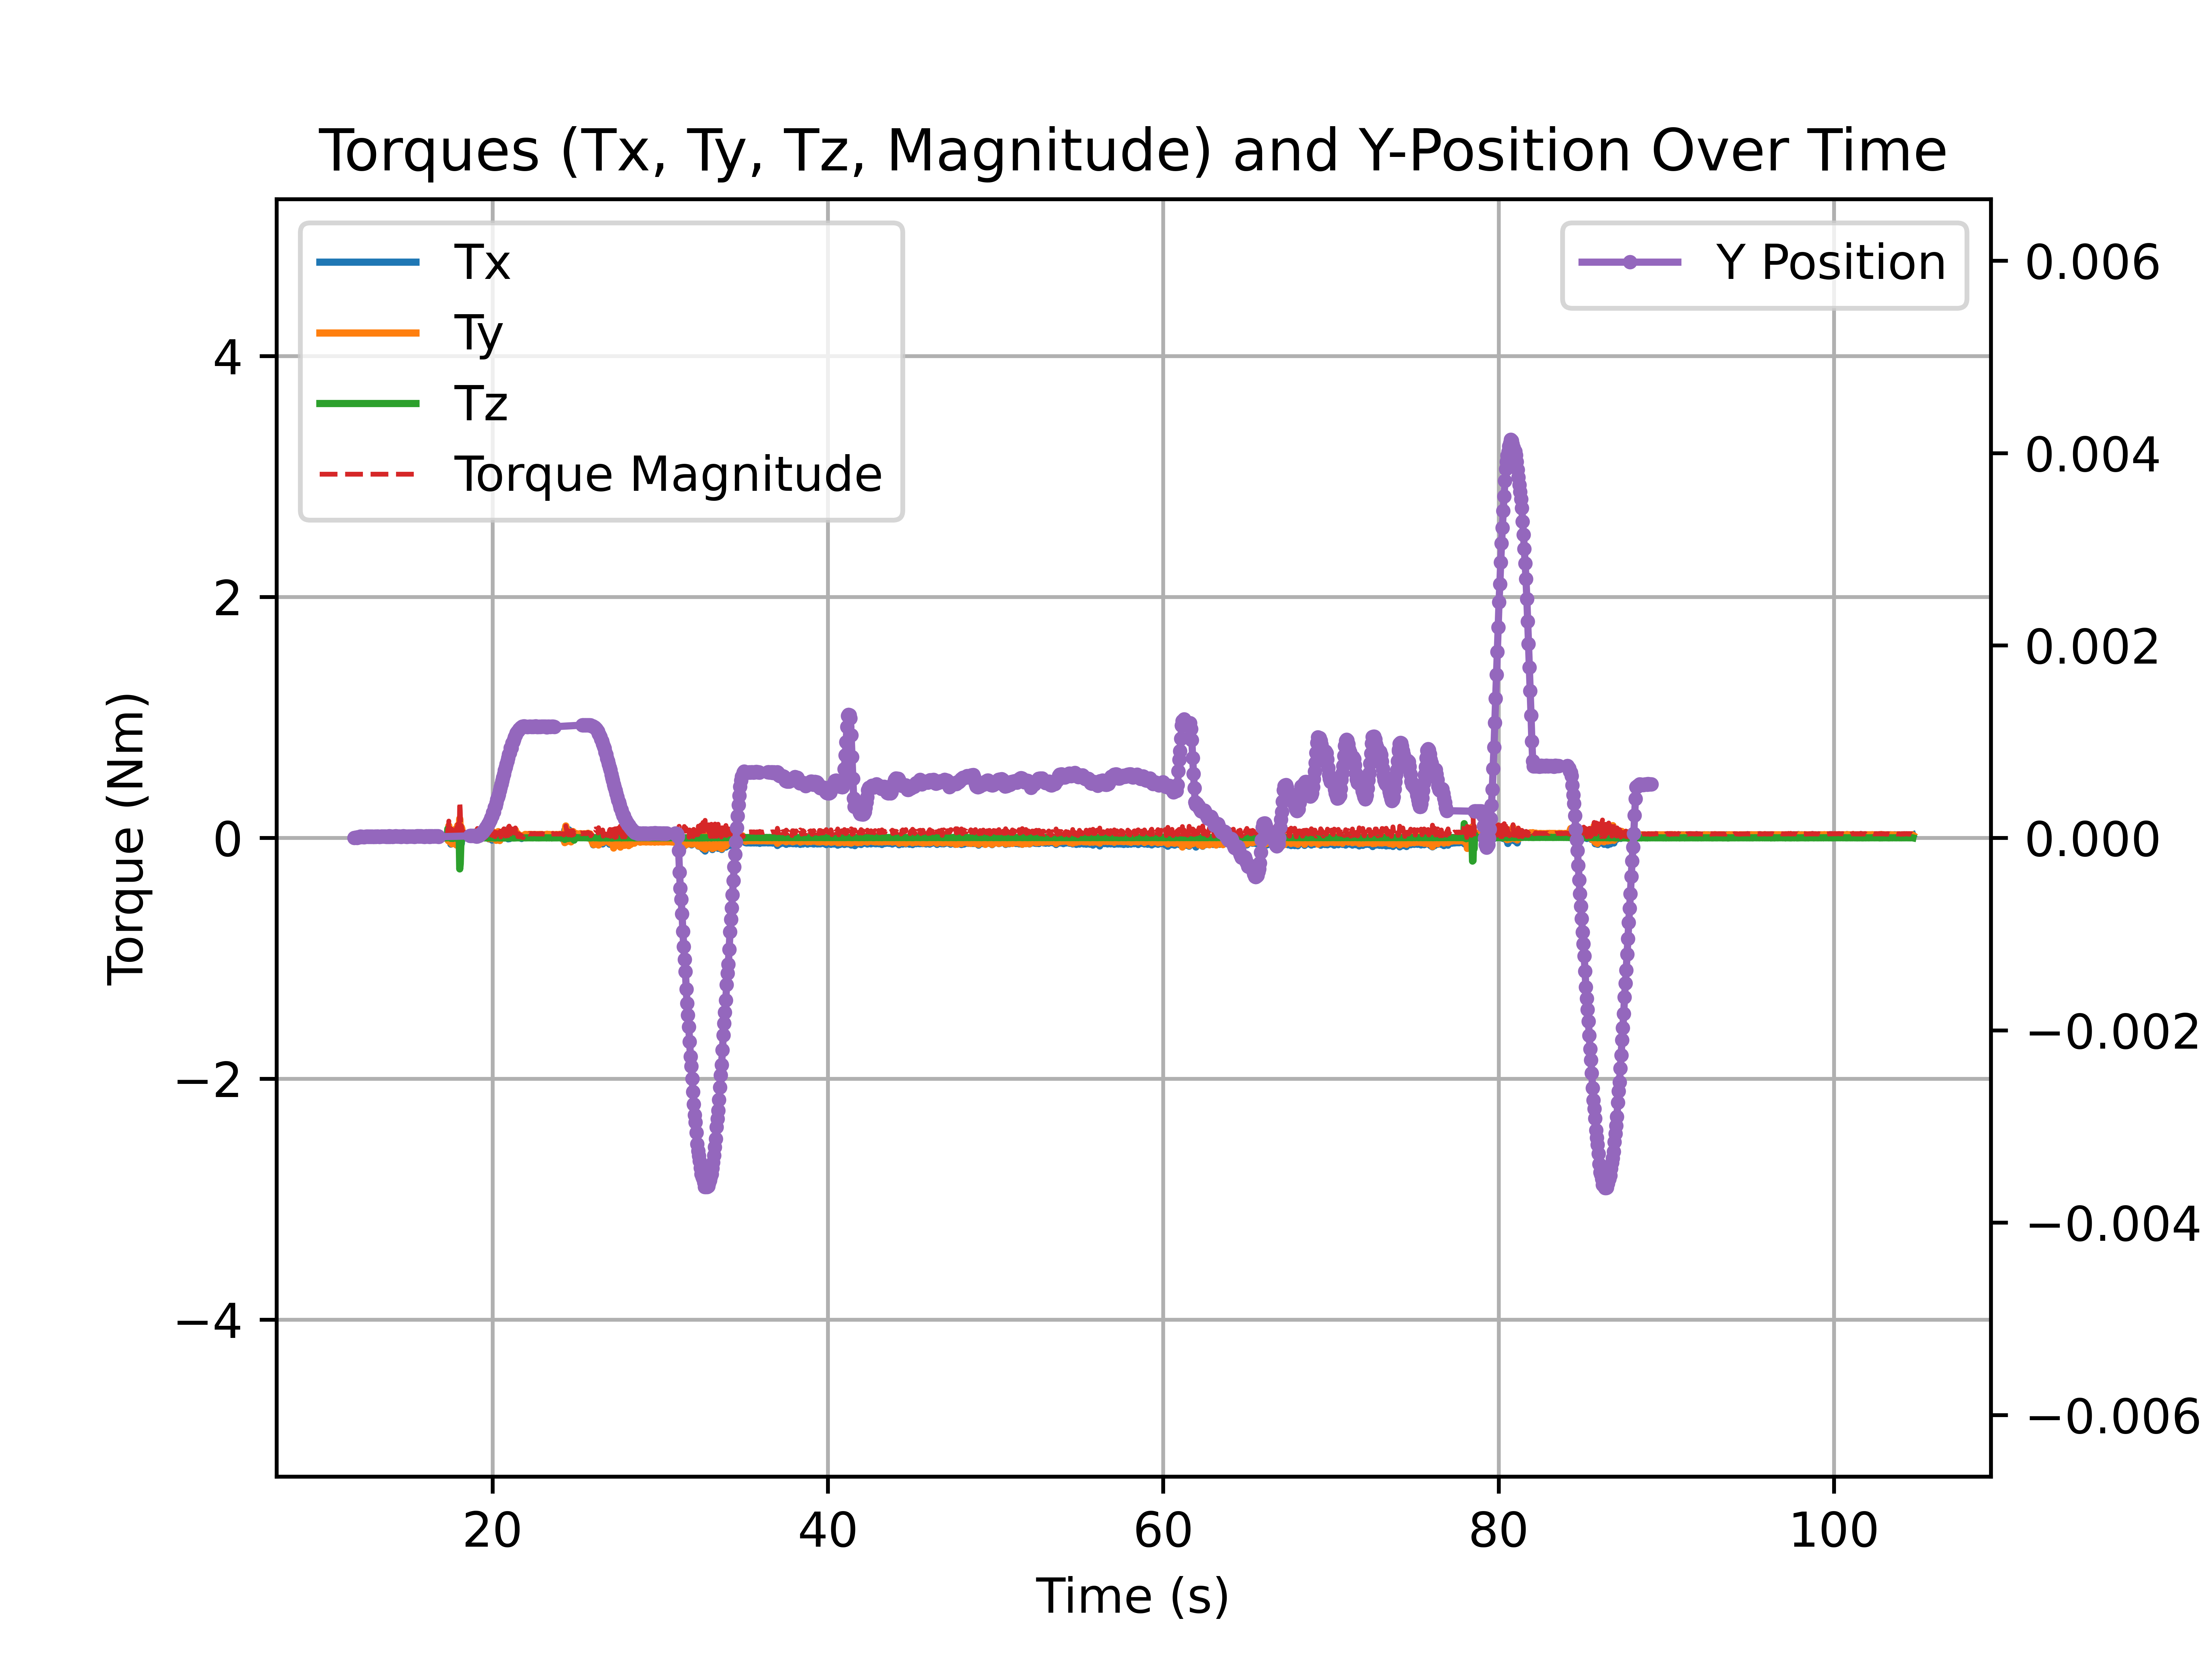 Torques (Tx, Ty, Tz, Magnitude) and Y-Position Over Time
Tx
Ty
Tz
Torque Magnitude
Y Position
4
2
0
−2
−4
Torque (Nm)
0.006
0.004
0.002
0.000
−0.002
−0.004
−0.006
20 40 60 80 100
Time (s)